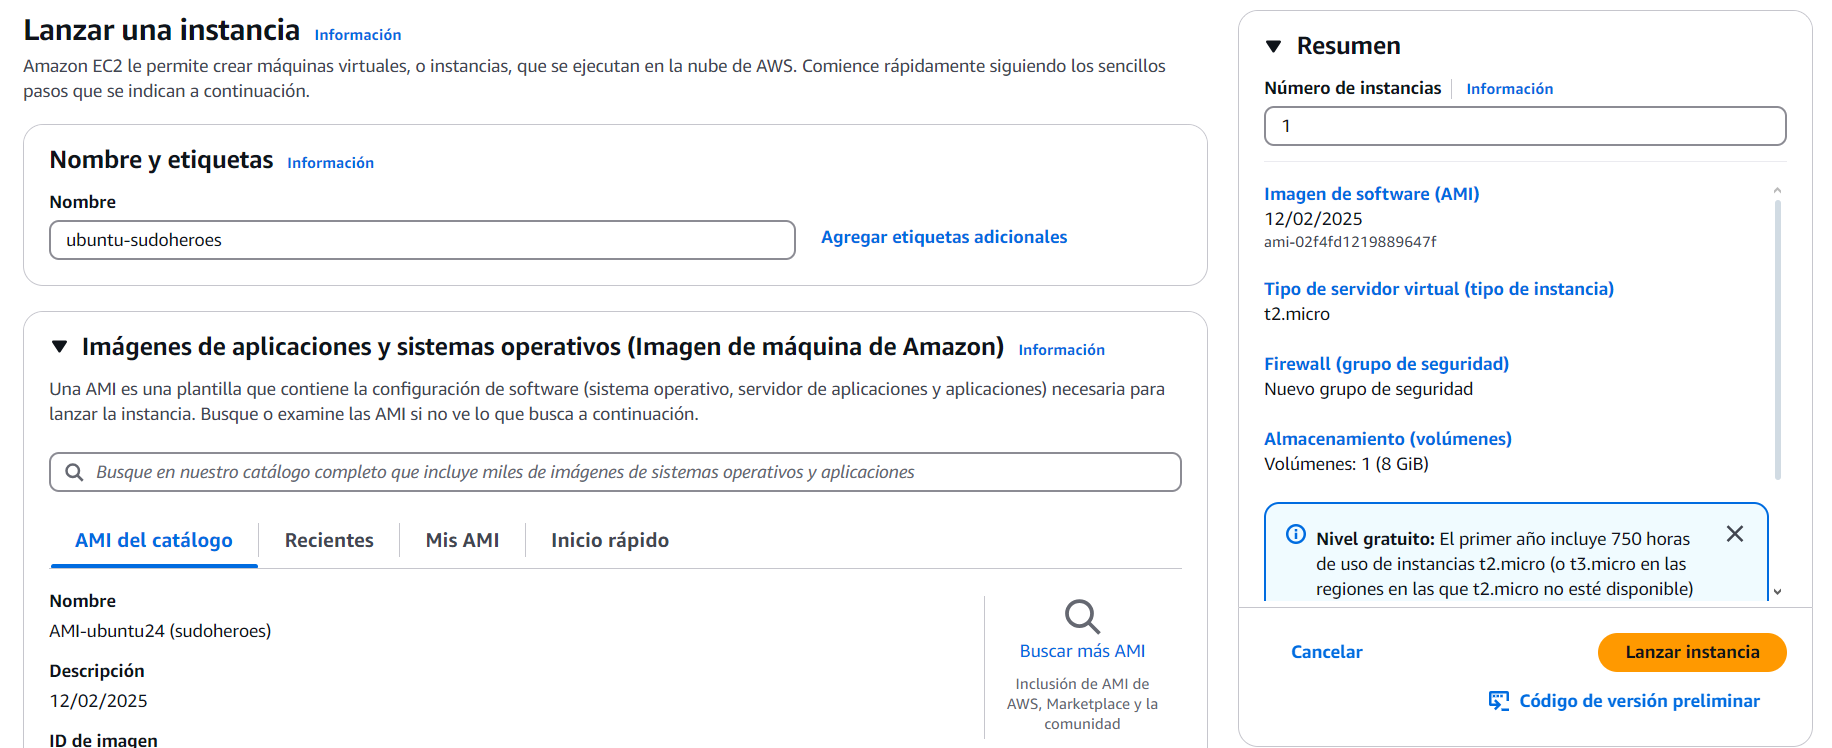 Lanzar una instancia Información
Amazon EC2 le permite crear máquinas virtuales, o instancias, que se ejecutan en la nube de AWS. Comience rápidamente siguiendo los sencillos
pasos que se indican a continuación.
Nombre y etiquetas Información
Nombre
ubuntu-sudoheroes
Agregar etiquetas adicionales
Imágenes de aplicaciones y sistemas operativos (Imagen de máquina de Amazon) Información
Una AMI es una plantilla que contiene la configuración de software (sistema operativo, servidor de aplicaciones y aplicaciones) necesaria para
lanzar la instancia. Busque o examine las AMI si no ve lo que busca a continuación.
Busque en nuestro catálogo completo que incluye miles de imágenes de sistemas operativos y aplicaciones
AMI del catálogo Recientes Mis AMI Inicio rápido
Nombre
AMI-ubuntu24 (sudoheroes)
Descripción
12/02/2025
ID de imagen
Buscar más AMI
Inclusión de AMI de
AWS, Marketplace y la
comunidad
Resumen
Número de instancias Información
1
Imagen de software (AMI)
12/02/2025
ami-02f4fd1219889647f
Tipo de servidor virtual (tipo de instancia)
t2.micro
Firewall (grupo de seguridad)
Nuevo grupo de seguridad
Almacenamiento (volúmenes)
Volúmenes: 1 (8 GiB)
Nivel gratuito: El primer año incluye 750 horas
de uso de instancias t2.micro (o t3.micro en las
regiones en las que t2.micro no esté disponible)
Cancelar
Lanzar instancia
Código de versión preliminar